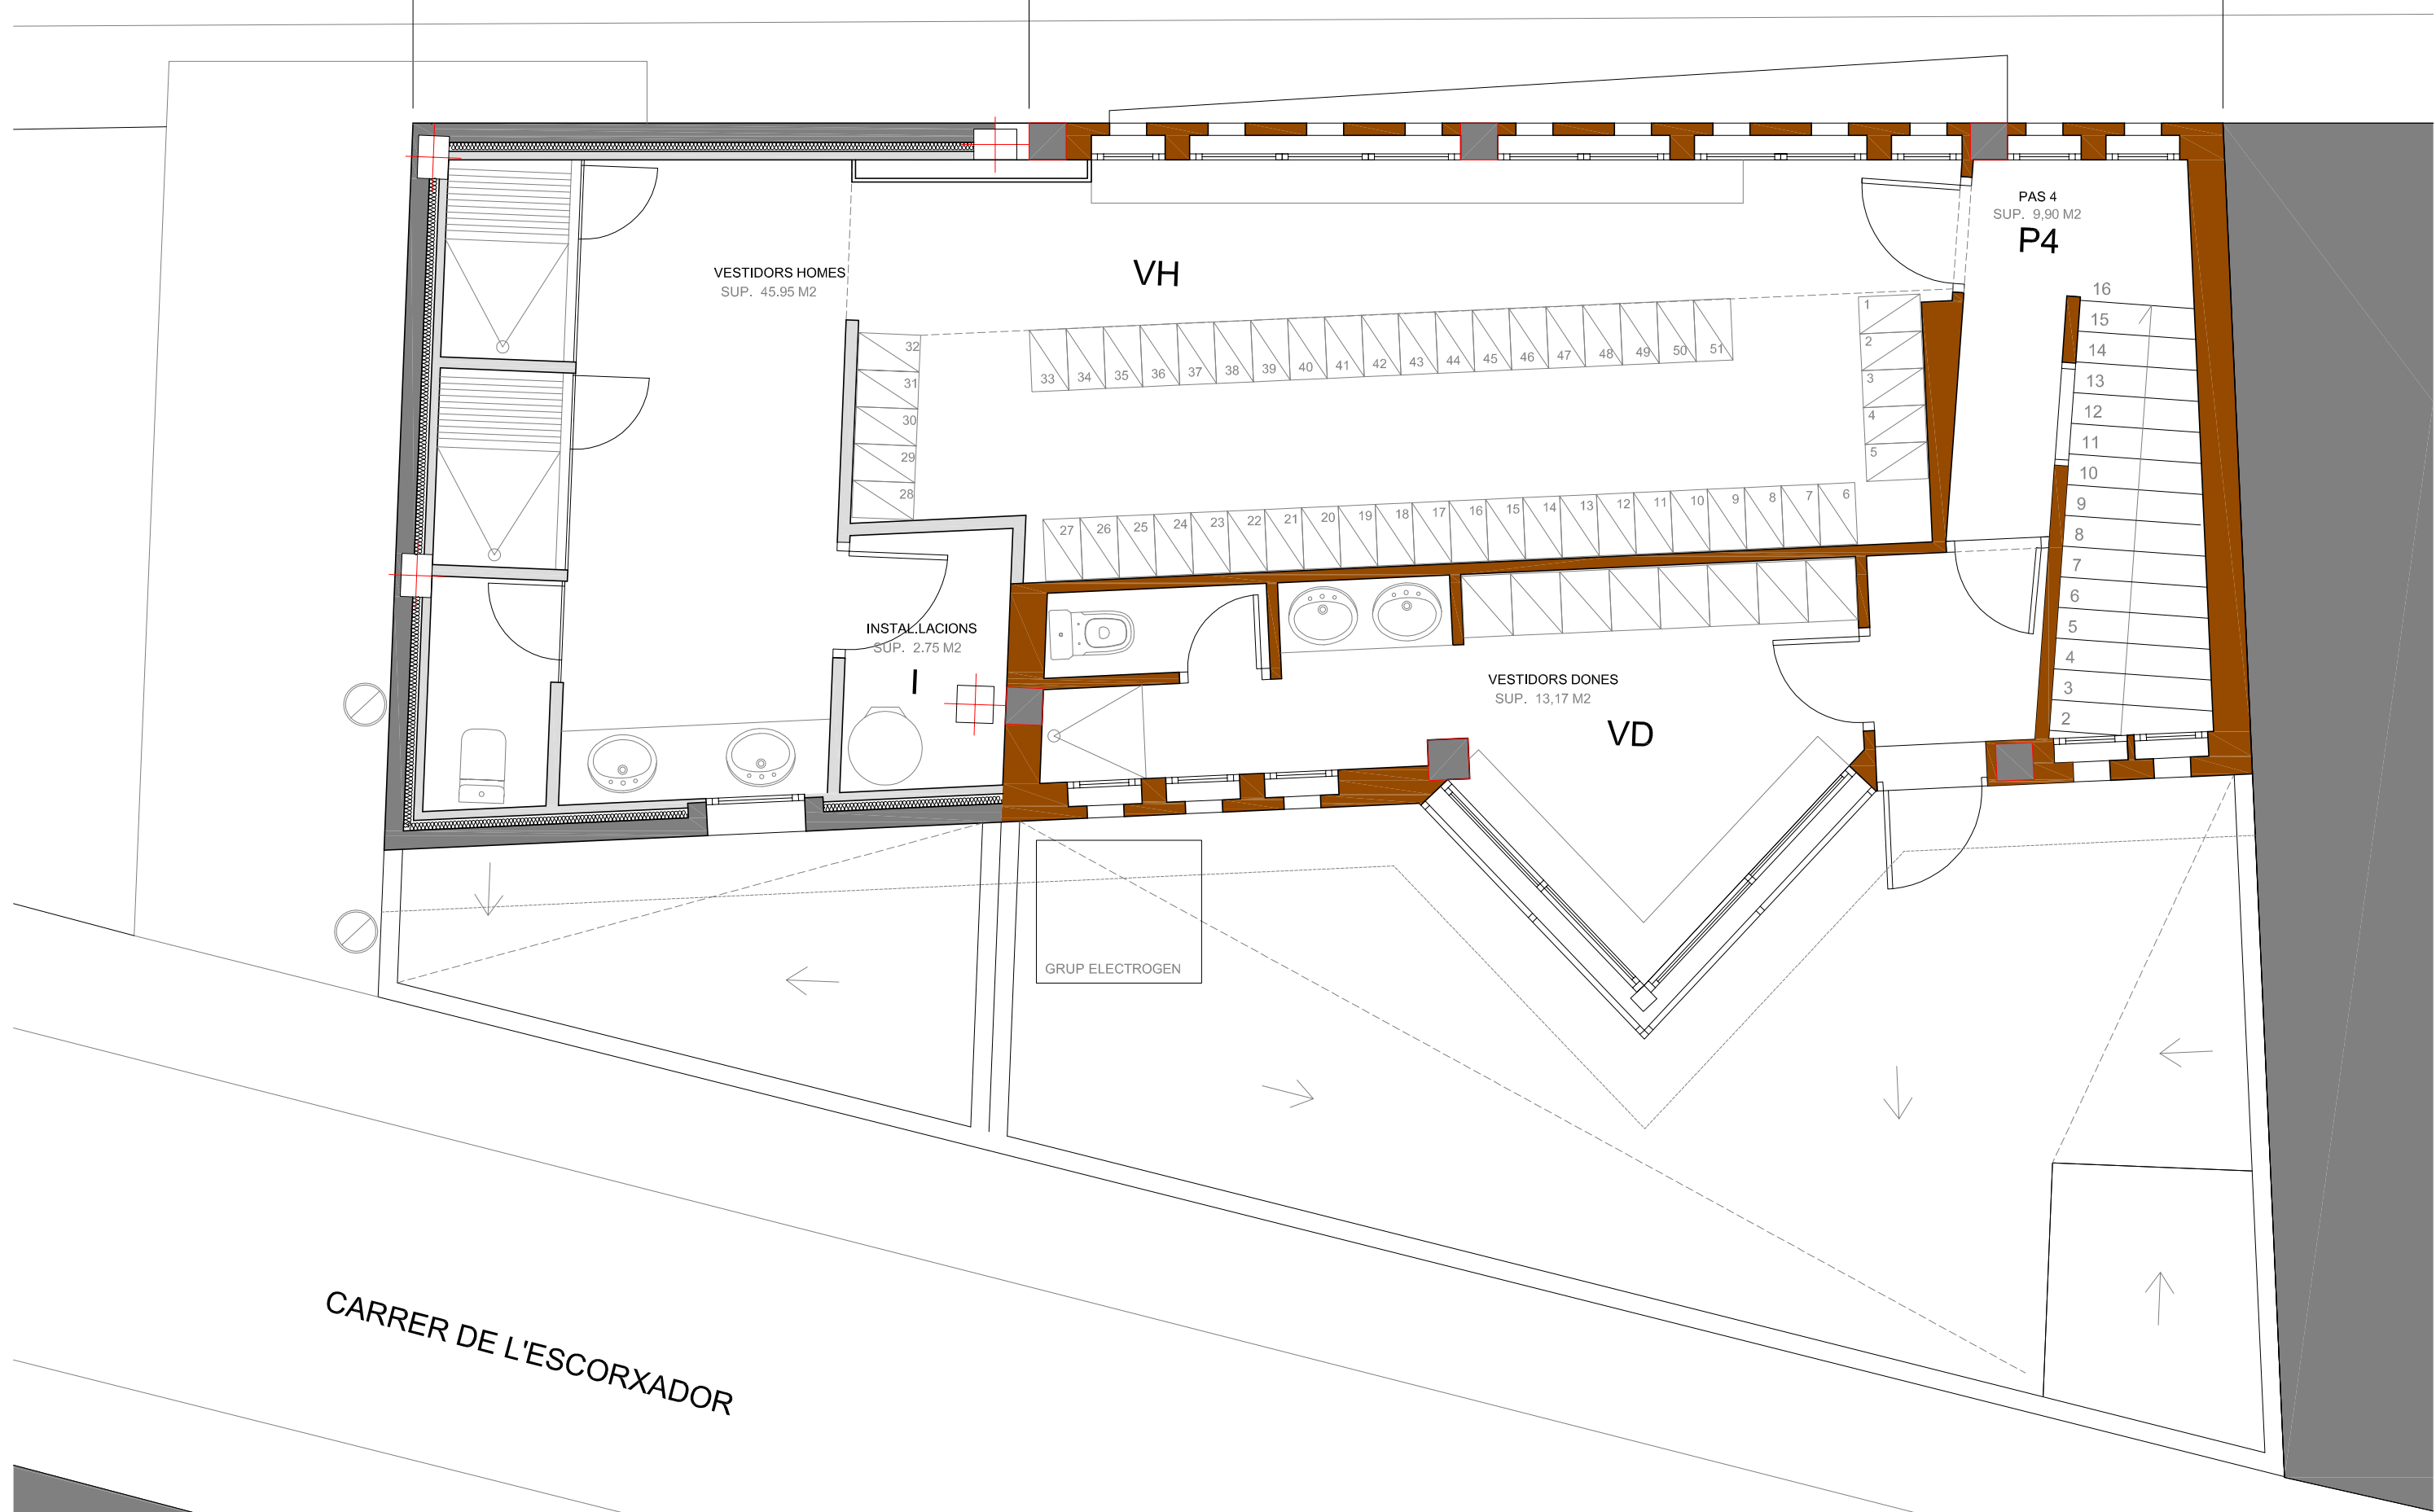 PAS 4
SUP. 9,90 M2
P4
VESTIDORS HOMES
SUP. 45.95 M2
VH
16
15
14
13
12
11
10
9
8
7
6
5
4
3
2
1
2
3
4
5
32
31
30
29
28
33 34 35 36 37 38 39 40 41 42 43 44 45 46 47 48 49 50 51
27 26 25 24 23 22 21 20 19 18 17 16 15 14 13 12 11 10 9 8 7 6
INSTAL.LACIONS
SUP. 2.75 M2
I
VESTIDORS DONES
SUP. 13,17 M2
VD
GRUP ELECTROGEN
CARRER DE L'ESCORXADOR